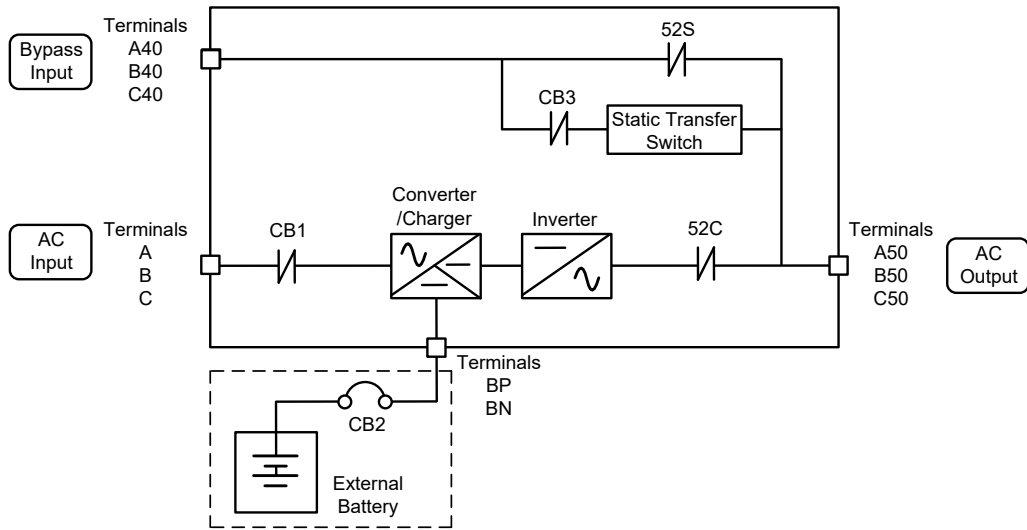 Bypass
Input
Terminals
A40
B40
C40
52S
CB3
Static Transfer
Switch
AC
Input
Terminals
A
B
C
CB1
Converter
/Charger
Inverter
52C
Terminals
A50
B50
C50
AC
Output
Terminals
BP
BN
CB2
External
Battery